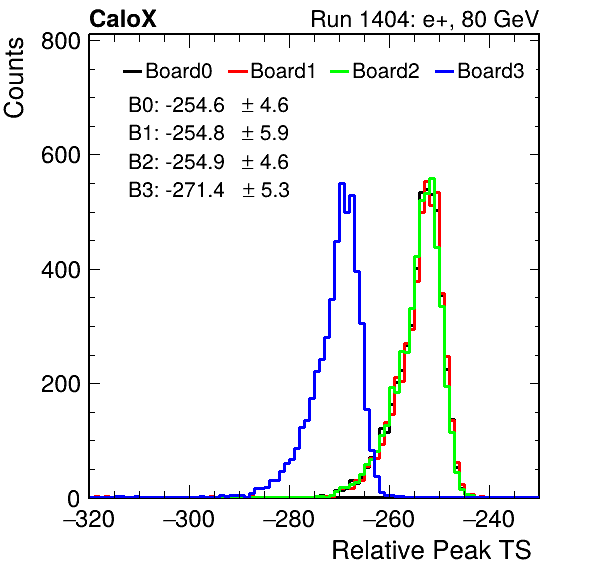 CaloX Run 1404: e+, 80 GeV
Counts
800
600
400
200
0
Board0 Board1 Board2 Board3
B0: -254.6 ± 4.6
B1: -254.8 ± 5.9
B2: -254.9 ± 4.6
B3: -271.4 ± 5.3
−320 −300 −280 −260 −240
Relative Peak TS